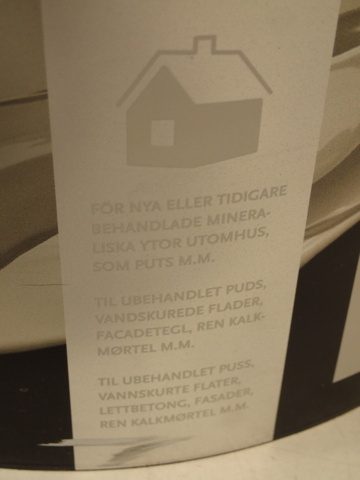 FÖR NYA ELLER TIDIGARE
BEHANDLADE MINERA-
LISKA YTOR UTOMHUS,
SOM PUTS M.M.
TIL UBEHANDLET PUDS,
VANDSKUREDE FLADER,
FACADETEGL, REN KALK-
MØRTEL M.M.
TIL UBEHANDLET PUSS,
VANNSKURTE FLATER,
LETTBETONG, FASADER,
REN KALKMØRTEL M.M.